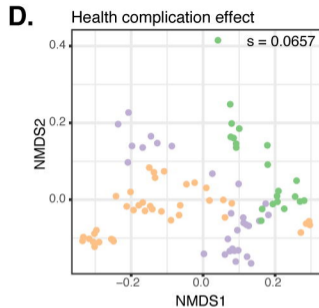 D.
Health complication effect
s = 0.0657
0.4
0.2
0.0
NMDS2
−0.2
0.0
0.2
NMDS1